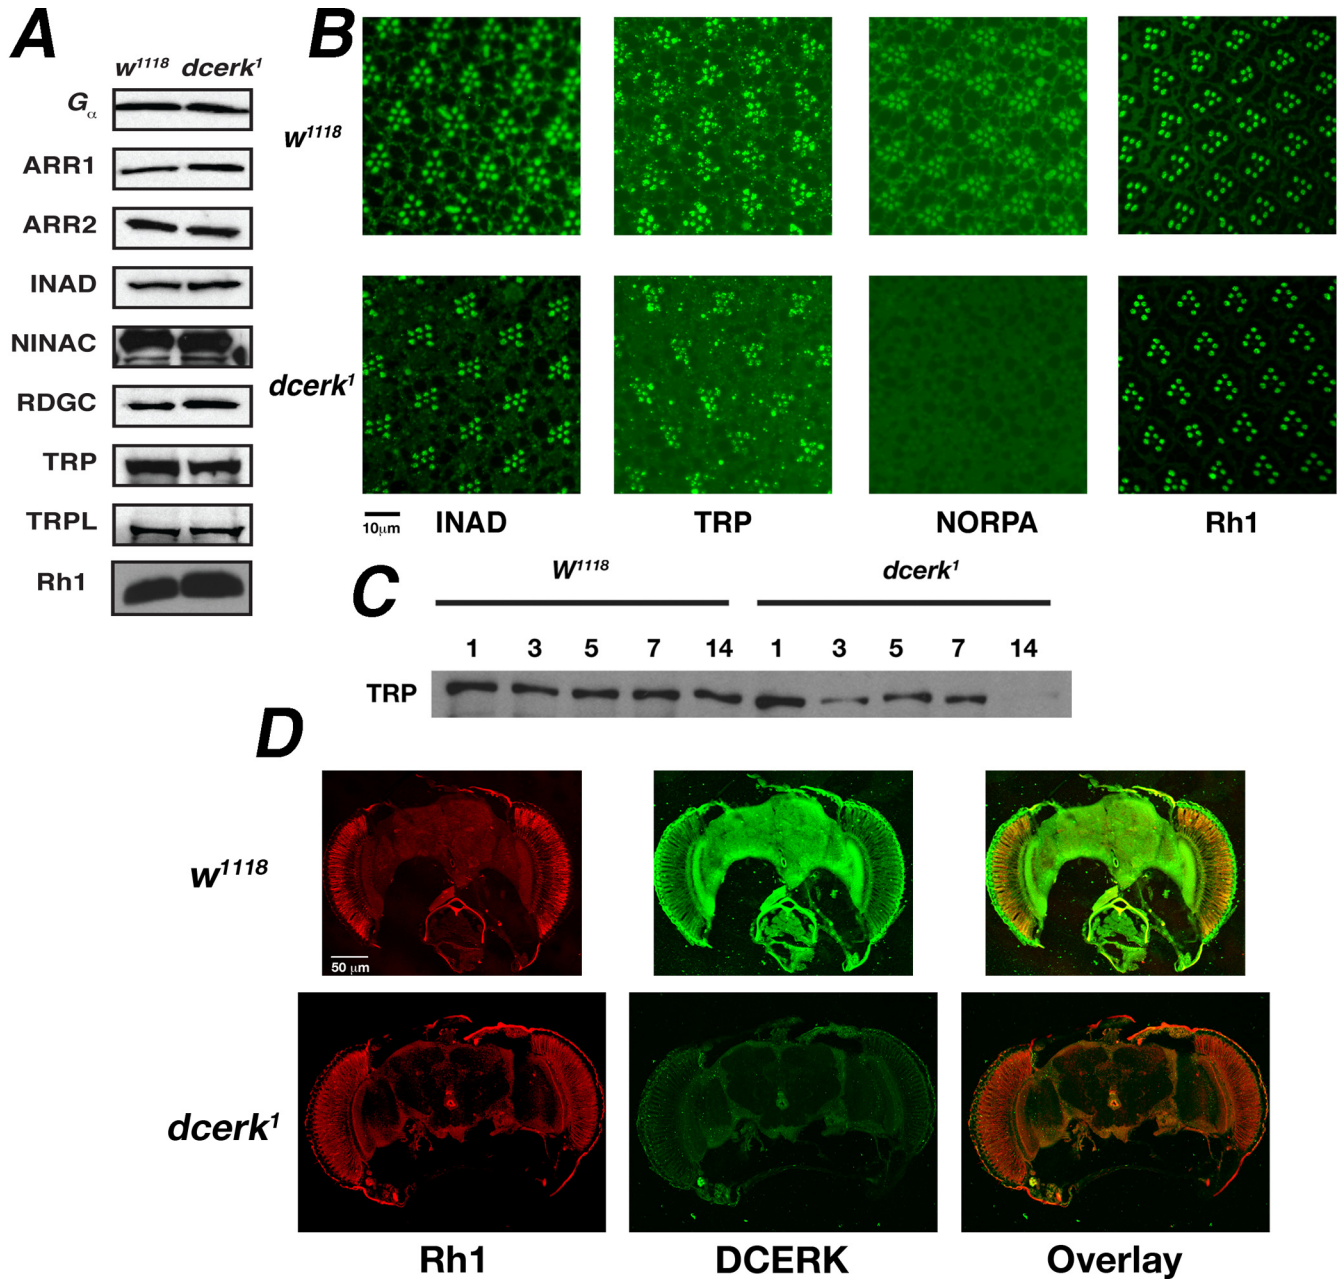 A
w1118 dcerk1
Gα
ARR1
ARR2
INAD
NINAC
RDGC
TRP
TRPL
Rh1
B
w1118
dcerk1
10μm
INAD
TRP
NORPA
Rh1
C
W1118 dcerk1
1 3 5 7 14 1 3 5 7 14
TRP
D
w1118
50 μm
dcerk1
Rh1
DCERK
Overlay